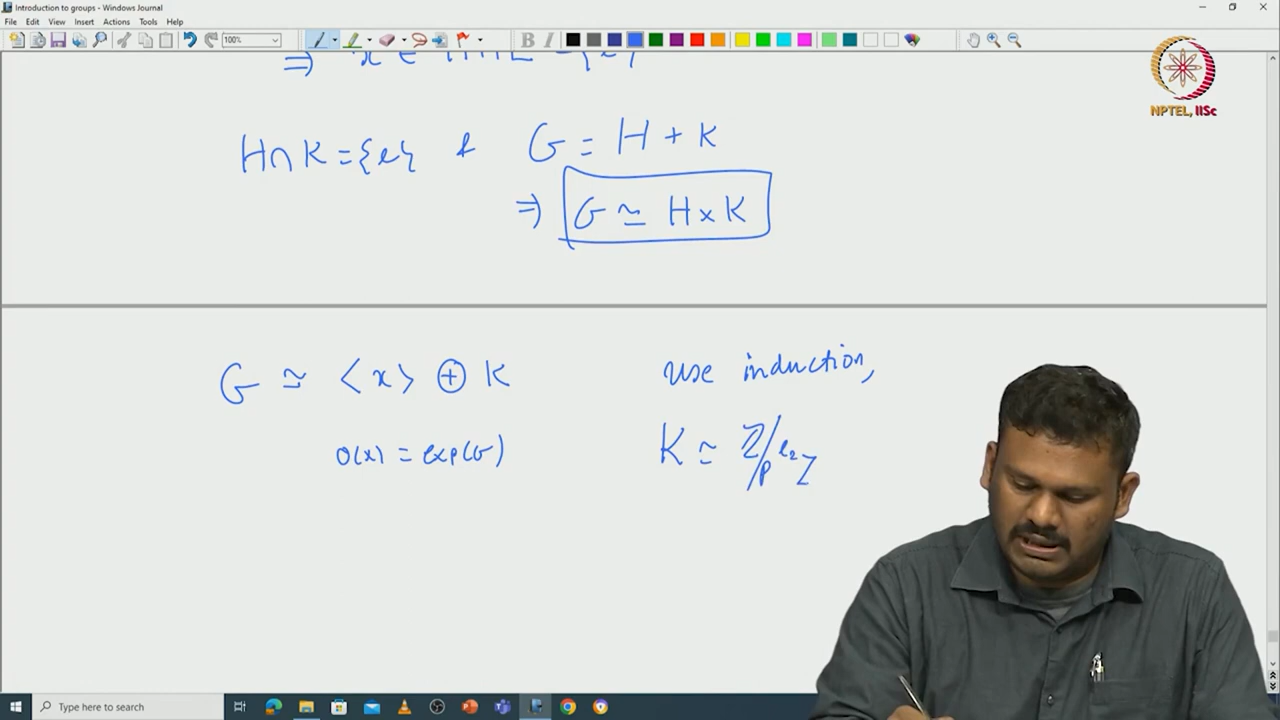 Introduction to groups - Windows Journal
File Edit View Insert Actions Tools Help
100%
B I
NPTEL, IISc
H∩K = {e} & G = H + K
⇒ G ≃ H x K
G ≃ <x> ⊕ K use induction,
O(x) = exp(G) K ≃ ℤ/p^{e_2}ℤ
Type here to search